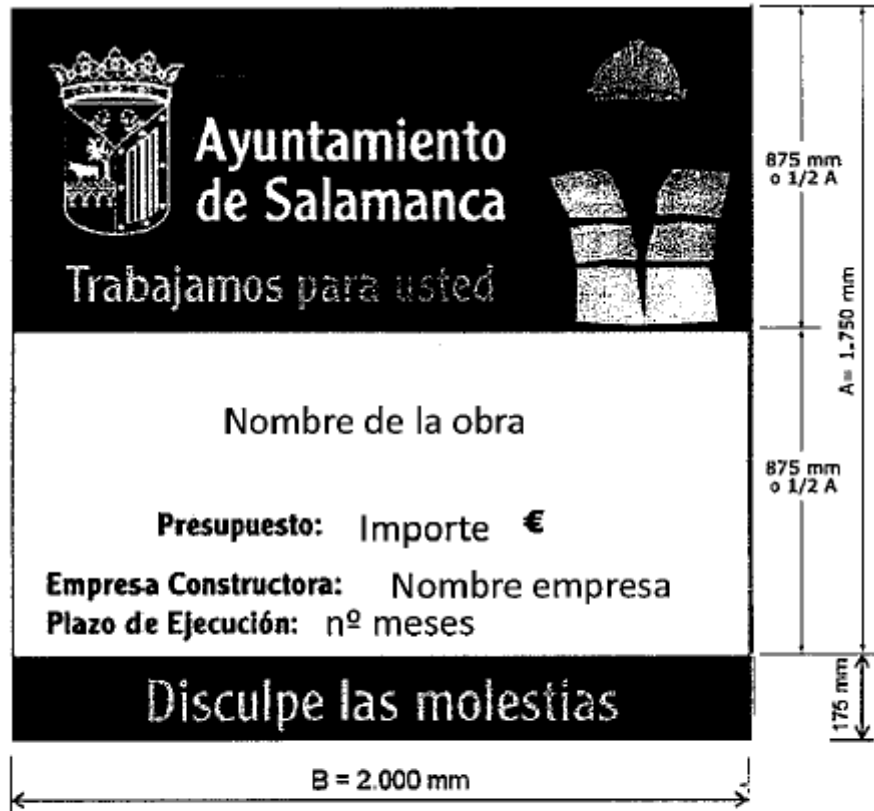 Ayuntamiento
de Salamanca
Trabajamos para usted
Nombre de la obra
Presupuesto: Importe €
Empresa Constructora: Nombre empresa
Plazo de Ejecución: nº meses
Disculpe las molestias
875 mm
o 1/2 A
875 mm
o 1/2 A
A= 1.750 mm
175 mm
B = 2.000 mm